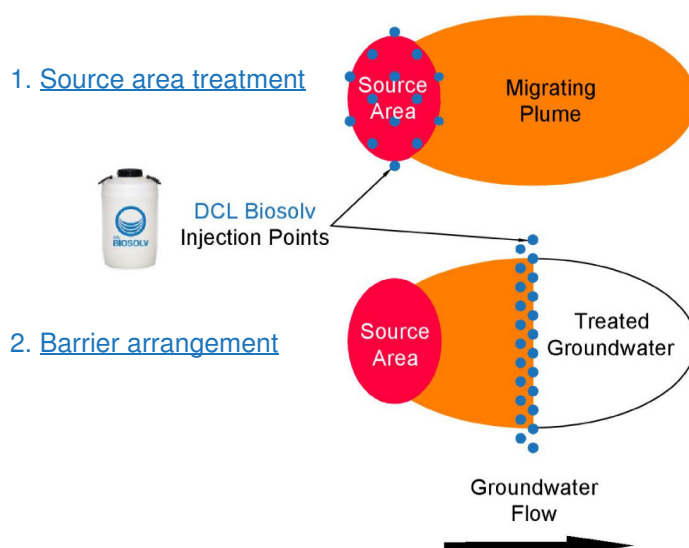 1. Source area treatment
Source
Area
Migrating
Plume
BIOSOLV
DCL Biosolv
Injection Points
2. Barrier arrangement
Source
Area
Treated
Groundwater
Groundwater
Flow